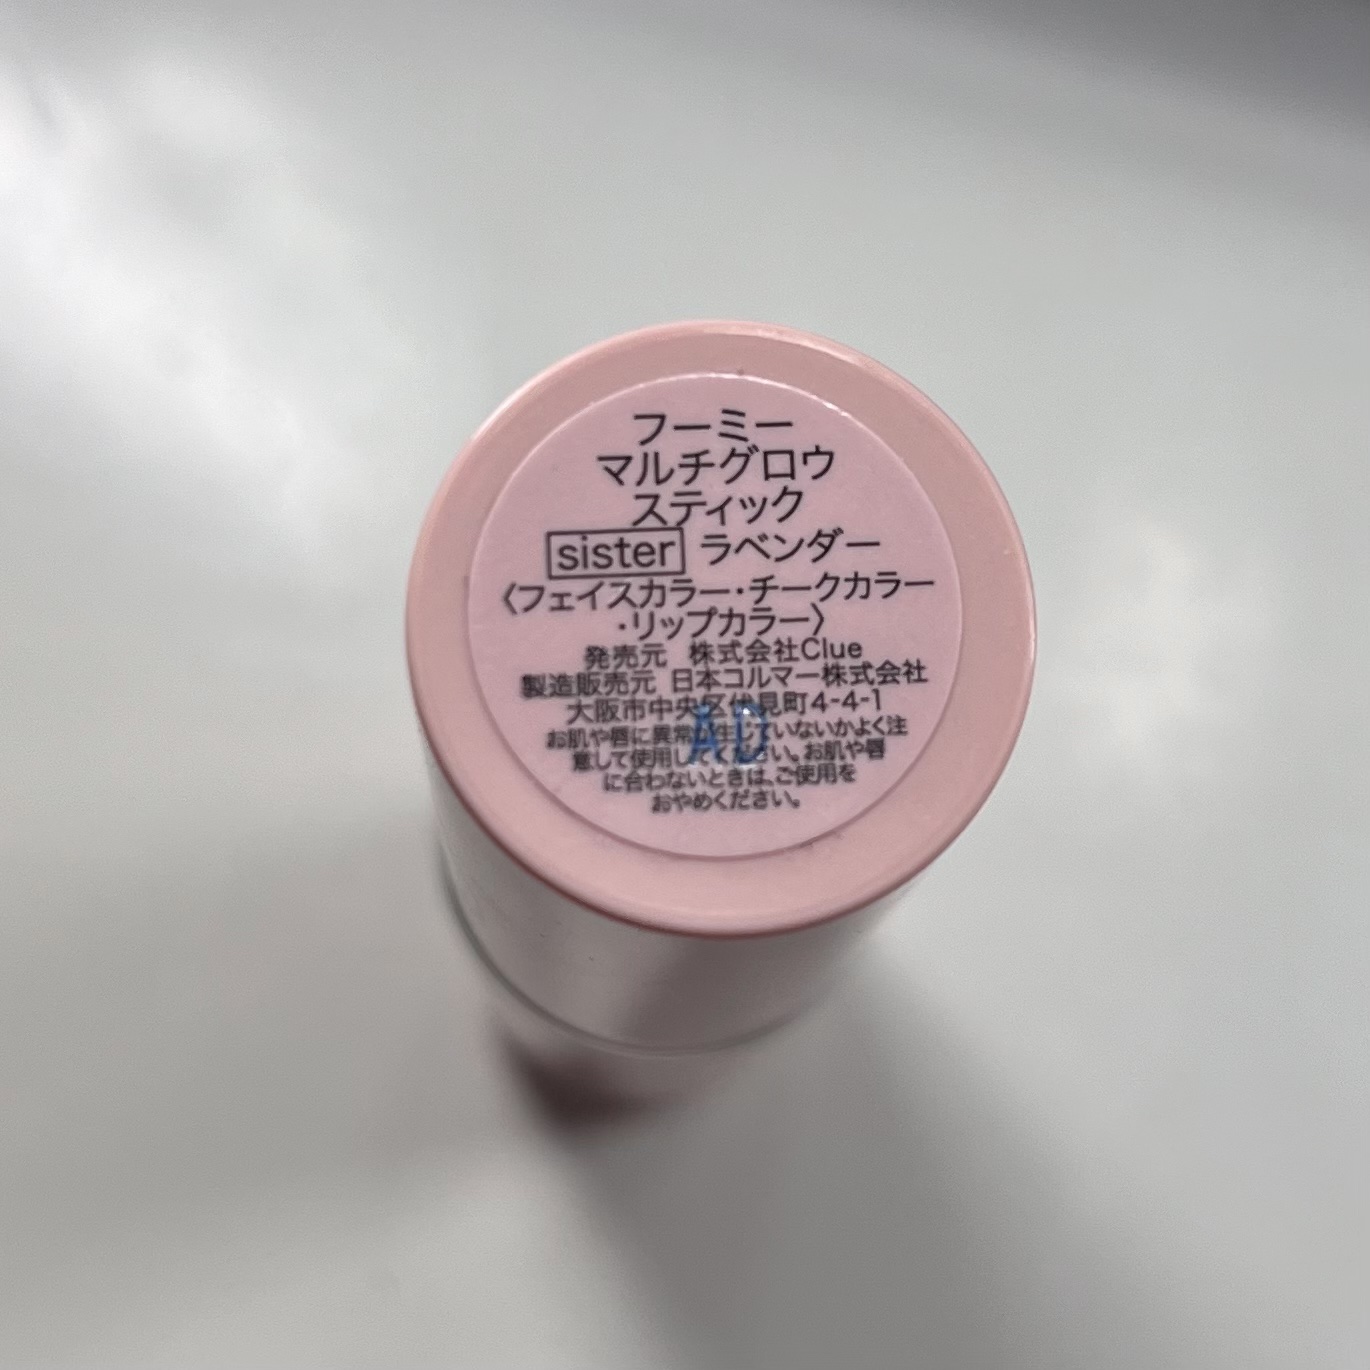 フーミー
マルチグロウ
スティック
sister ラベンダー
〈フェイスカラー・チークカラー
・リップカラー〉
発売元 株式会社Clue
製造販売元 日本コルマー株式会社
大阪市中央区伏見町4-4-1
お肌や唇に異常が生じていないかよく注
意して使用してください。お肌や唇
に合わないときは、ご使用を
おやめください。
AD